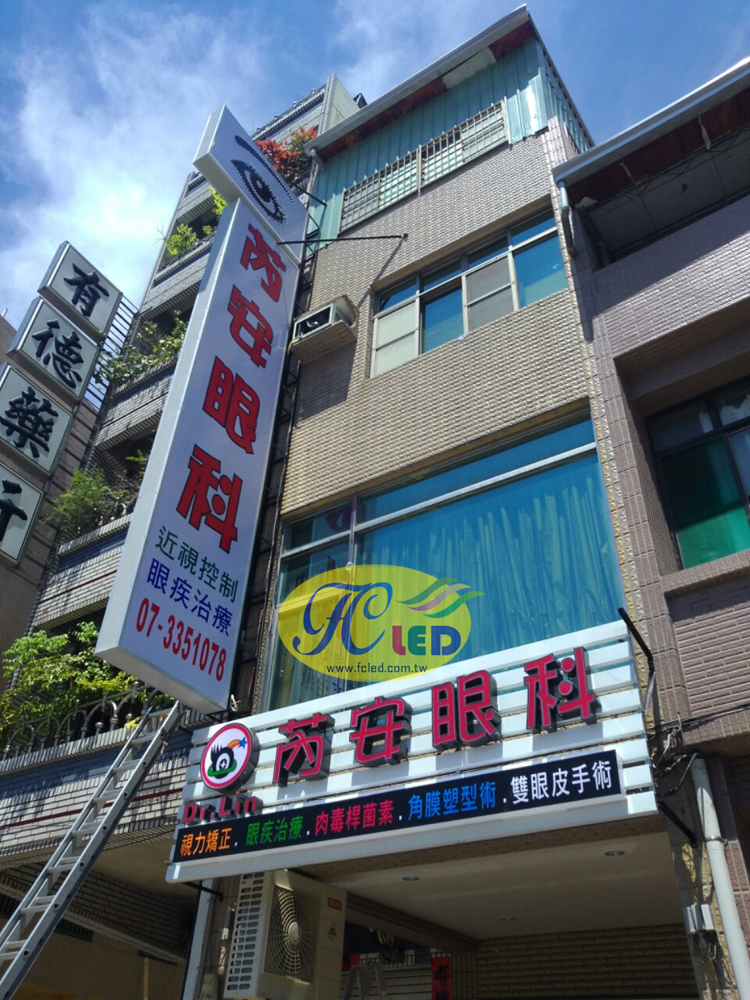 有德藥行
芮安眼科
近視控制
眼疾治療
07-3351078
FC LED
www.fcled.com.tw
芮安眼科
Dr.Lin
視力矯正.眼疾治療.肉毒桿菌素.角膜塑型術.雙眼皮手術